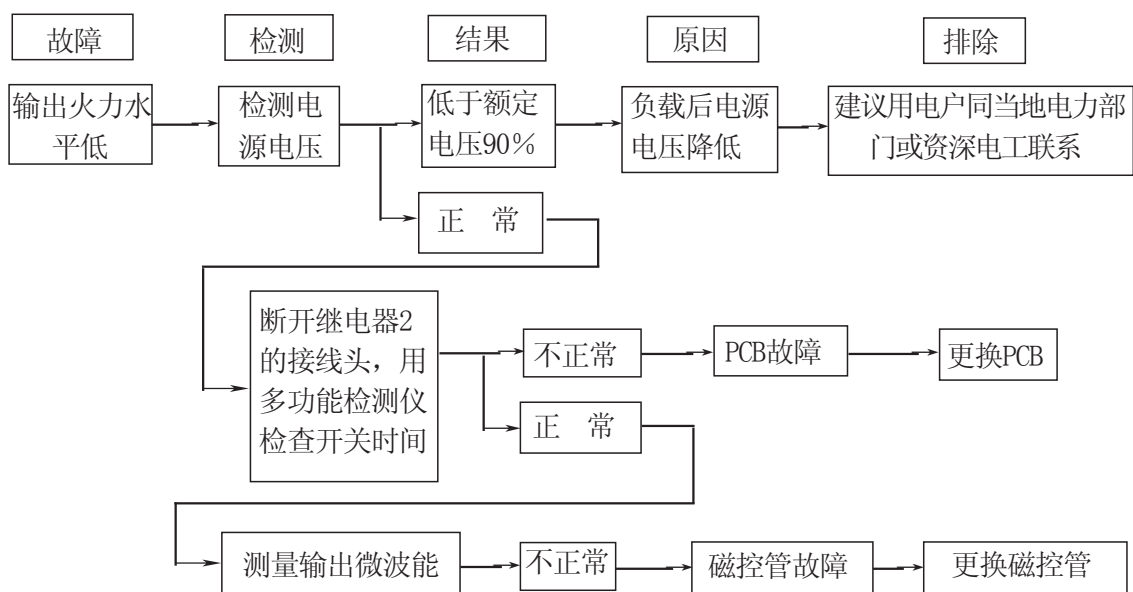 故障
检测
结果
原因
排除
输出火力水
平低
检测电
源电压
低于额定
电压90%
负载后电源
电压降低
建议用电户同当地电力部
门或资深电工联系
正 常
断开继电器2
的接线头，用
多功能检测仪
检查开关时间
不正常
PCB故障
更换PCB
正 常
测量输出微波能
不正常
磁控管故障
更换磁控管